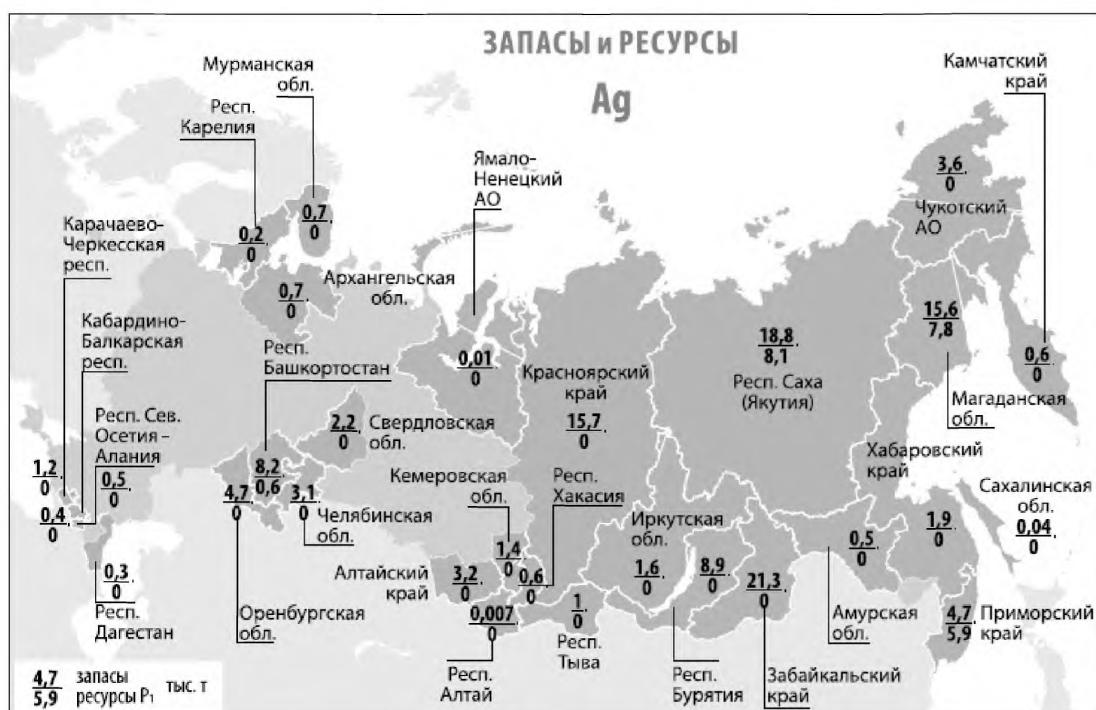 ЗАПАСЫ и РЕСУРСЫ
Ag
Мурманская
обл.
Респ.
Карелия
Камчатский
край
Ямало-
Ненецкий
АО
Карачаево-
Черкесская
респ.
0,7
0
0,2
0
3,6
0
Чукотский
АО
Архангельская
обл.
0,7
0
Кабардино-
Балкарская
респ.
Респ.
Башкортостан
0,01
0
Красноярский
край
15,7
0
18,8
8,1
Респ. Саха
(Якутия)
15,6
7,8
0,6
0
Магаданская
обл.
Респ. Сев.
Осетия –
Алания
2,2
0
Свердловская
обл.
Хабаровский
край
1,2
0
0,5
0
8,2
0,6
4,7
0
3,1
0
Челябинская
обл.
Кемеровская
обл.
Респ.
Хакасия
Сахалинская
обл.
0,04
0
0,4
0
Иркутская
обл.
1,9
0
0,5
0
1,4
0
Алтайский
край
3,2
0
0,6
0
1,6
0
8,9
0
21,3
0
0,3
0
Респ.
Дагестан
Оренбургская
обл.
0,007
0
1
0
Респ.
Тыва
Амурская
обл.
4,7
5,9
Приморский
край
Респ.
Алтай
Респ.
Бурятия
Забайкальский
край
4,7
5,9
запасы
ресурсы P₁
тыс. т